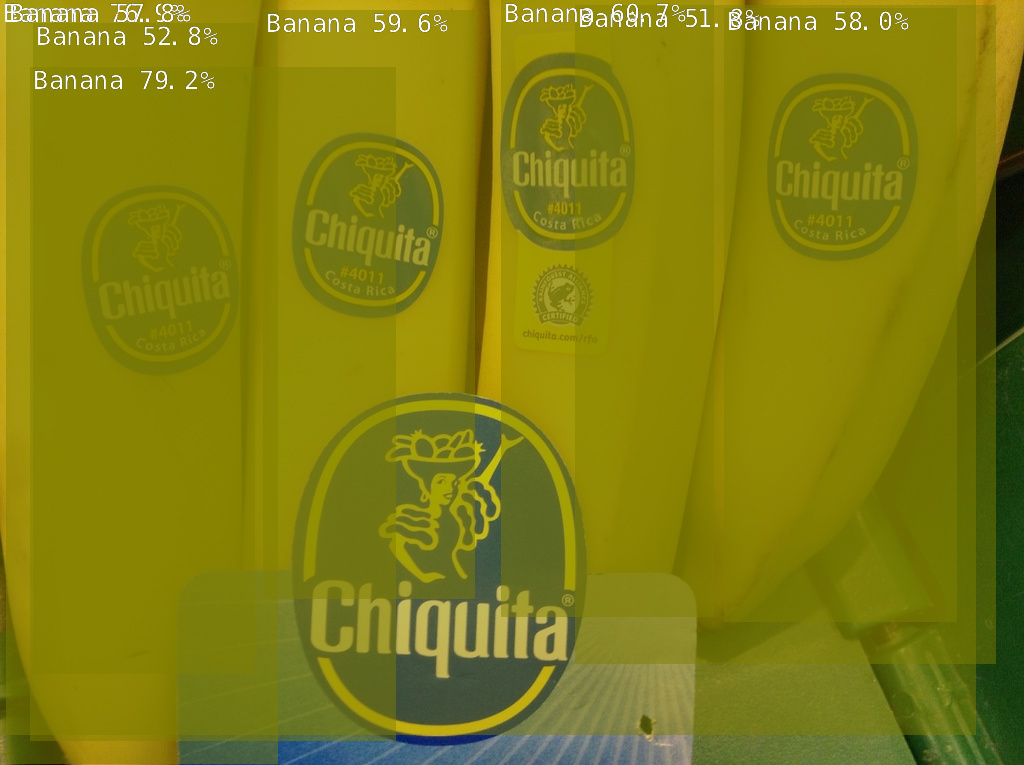 Banana 76.8%
Banana 57.9%
Banana 52.8%
Banana 59.6%
Banana 60.7%
Banana 51.8%
Banana 58.0%
Banana 79.2%
Chiquita®
#4011
Costa Rica
Chiquita®
#4011
Costa Rica
Chiquita®
#4011
Costa Rica
CERTIFIED
chiquita.com/rfa
Chiquita®
#4011
Costa Rica
Chiquita®